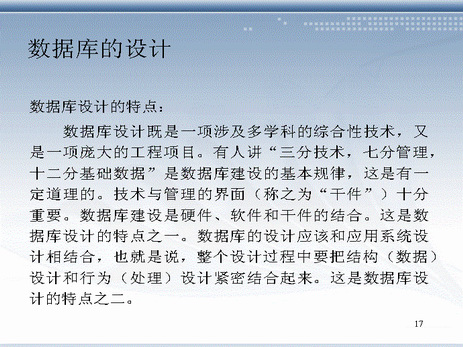 数据库的设计
数据库设计的特点：
数据库设计既是一项涉及多学科的综合性技术，又
是一项庞大的工程项目。有人讲“三分技术，七分管理，
十二分基础数据”是数据库建设的基本规律，这是有一
定道理的。技术与管理的界面（称之为“干件”）十分
重要。数据库建设是硬件、软件和干件的结合。这是数
据库设计的特点之一。数据库的设计应该和应用系统设
计相结合，也就是说，整个设计过程中要把结构（数据）
设计和行为（处理）设计紧密结合起来。这是数据库设
计的特点之二。
17